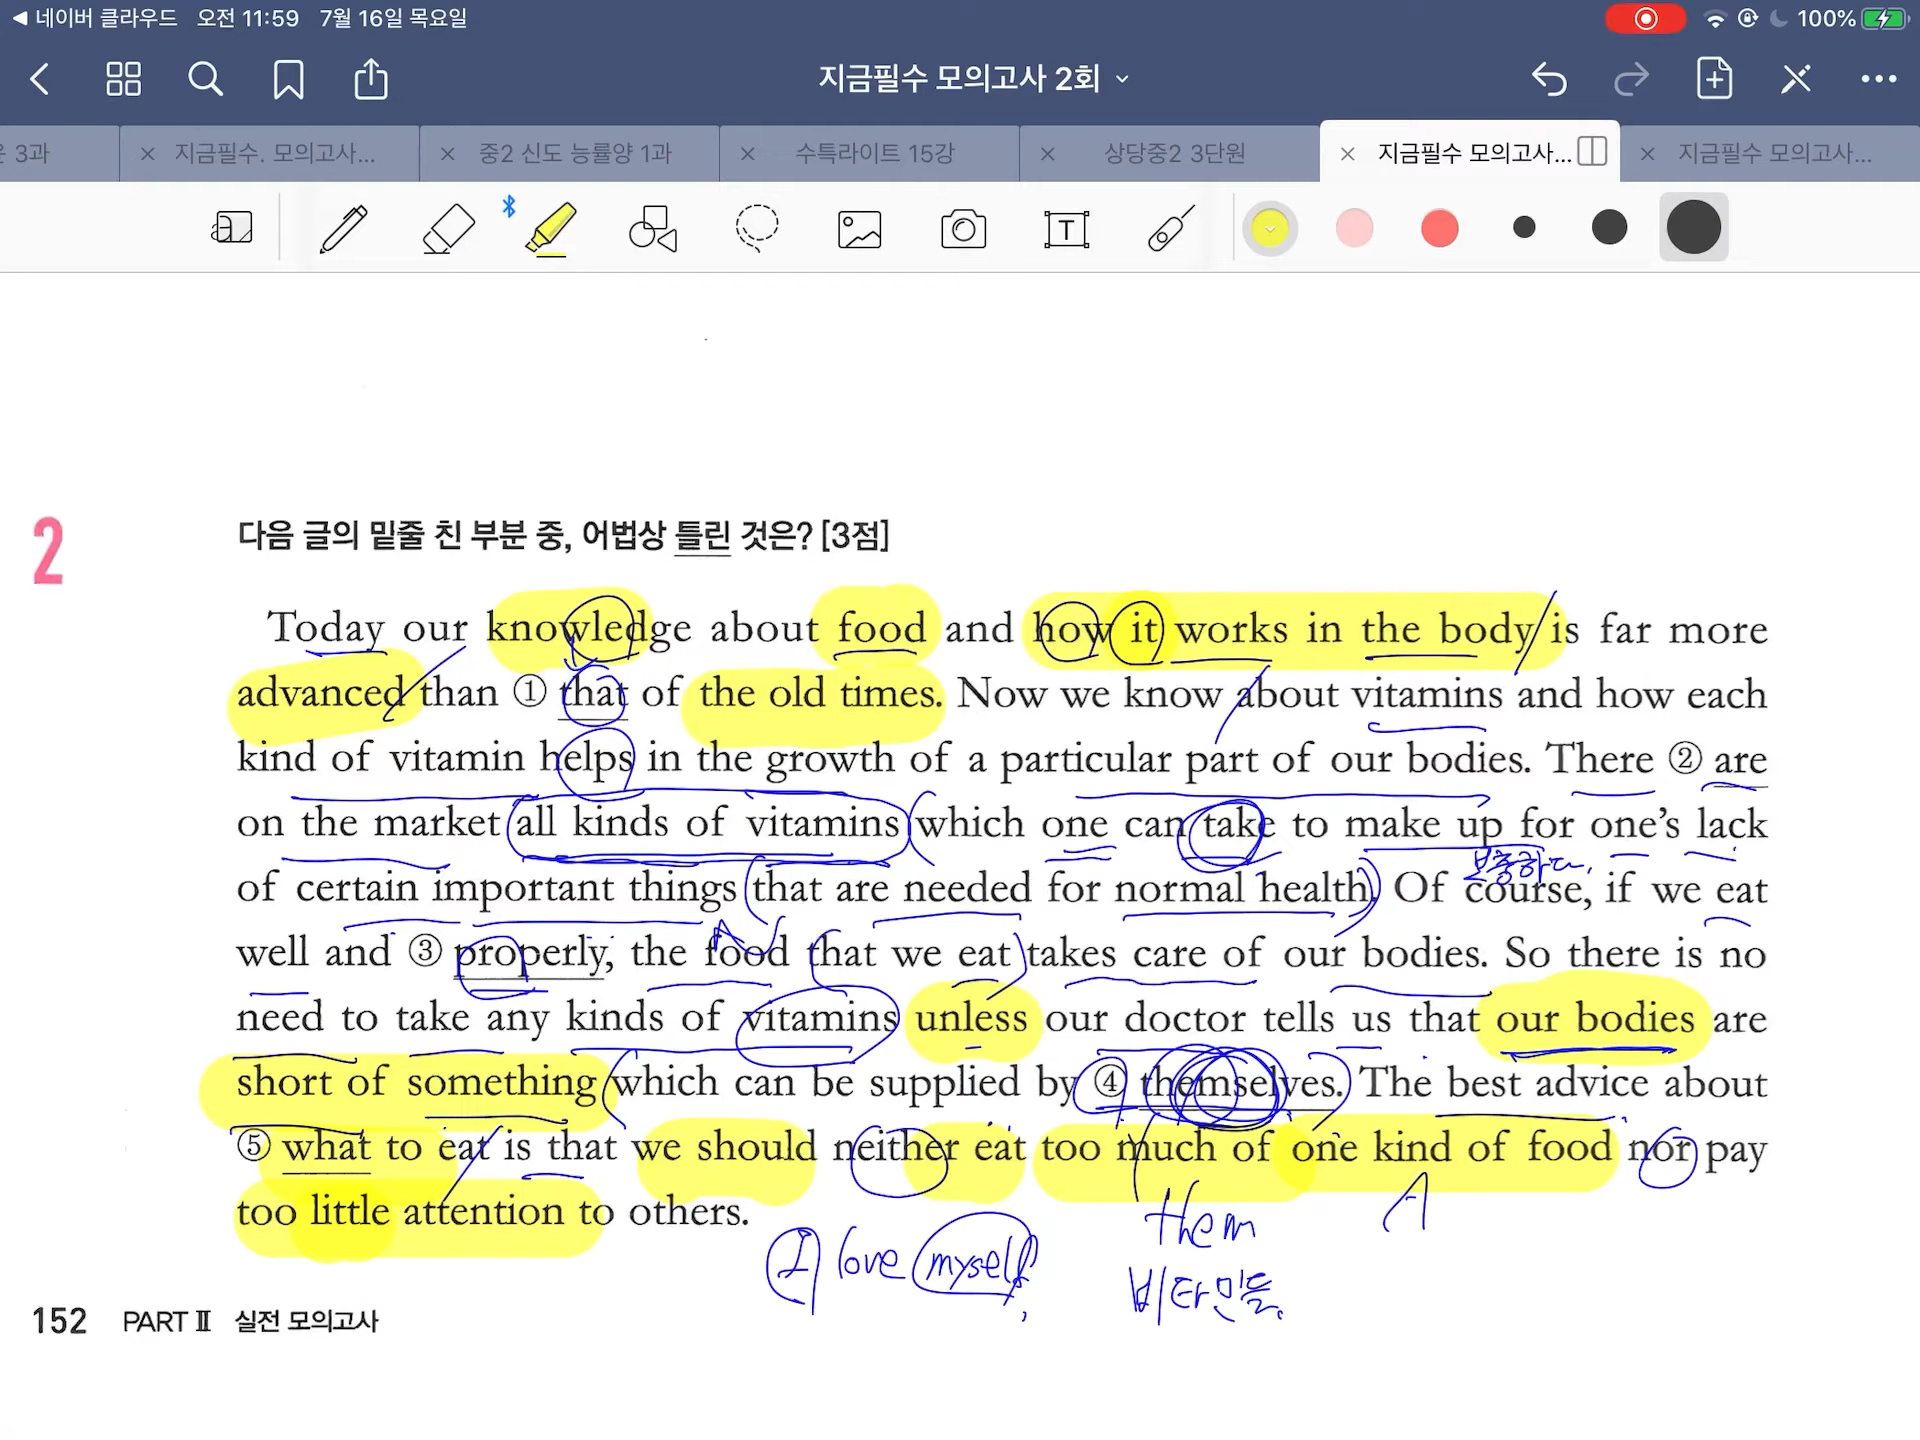 네이버 클라우드 오전 11:59 7월 16일 목요일 100%
지금필수 모의고사 2회
3과 지금필수. 모의고사... 중2 신도 능률양 1과 수특라이트 15강 상당중2 3단원 지금필수 모의고사... 지금필수 모의고사...
T
2
다음 글의 밑줄 친 부분 중, 어법상 틀린 것은? [3점]
Today our knowledge about food and how it works in the body is far more
advanced than ① that of the old times. Now we know about vitamins and how each
kind of vitamin helps in the growth of a particular part of our bodies. There ② are
on the market all kinds of vitamins which one can take to make up for one's lack
보충하다.
of certain important things that are needed for normal health. Of course, if we eat
well and ③ properly, the food that we eat takes care of our bodies. So there is no
need to take any kinds of vitamins unless our doctor tells us that our bodies are
short of something which can be supplied by ④ themselves. The best advice about
⑤ what to eat is that we should neither eat too much of one kind of food nor pay
too little attention to others.
I love myself,
them
A
비타민들.
152 PART Ⅱ 실전 모의고사